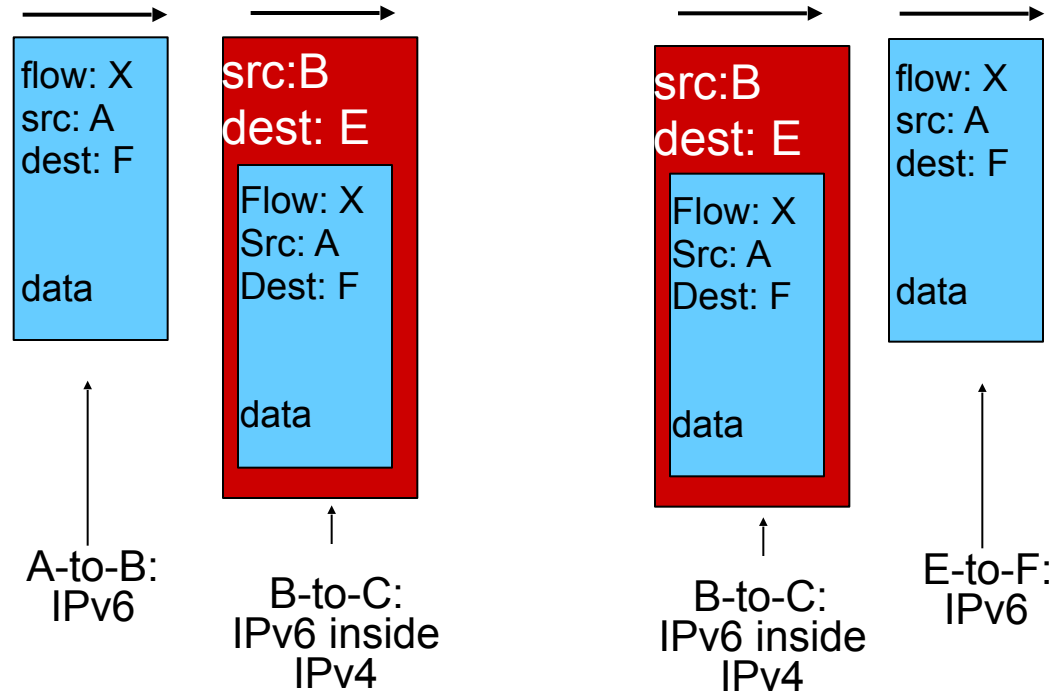 flow: X
src: A
dest: F
data
src:B
dest: E
Flow: X
Src: A
Dest: F
data
src:B
dest: E
Flow: X
Src: A
Dest: F
data
flow: X
src: A
dest: F
data
A-to-B:
IPv6
B-to-C:
IPv6 inside
IPv4
B-to-C:
IPv6 inside
IPv4
E-to-F:
IPv6